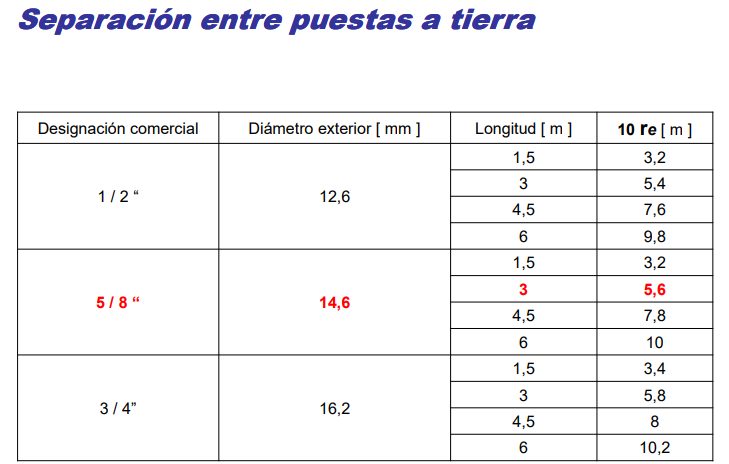 Separación entre puestas a tierra
Designación comercial Diámetro exterior [ mm ] Longitud [ m ] 10 re [ m ]
1 / 2 “ 12,6 1,5 3,2
3 5,4
4,5 7,6
6 9,8
5 / 8 “ 14,6 1,5 3,2
3 5,6
4,5 7,8
6 10
3 / 4” 16,2 1,5 3,4
3 5,8
4,5 8
6 10,2